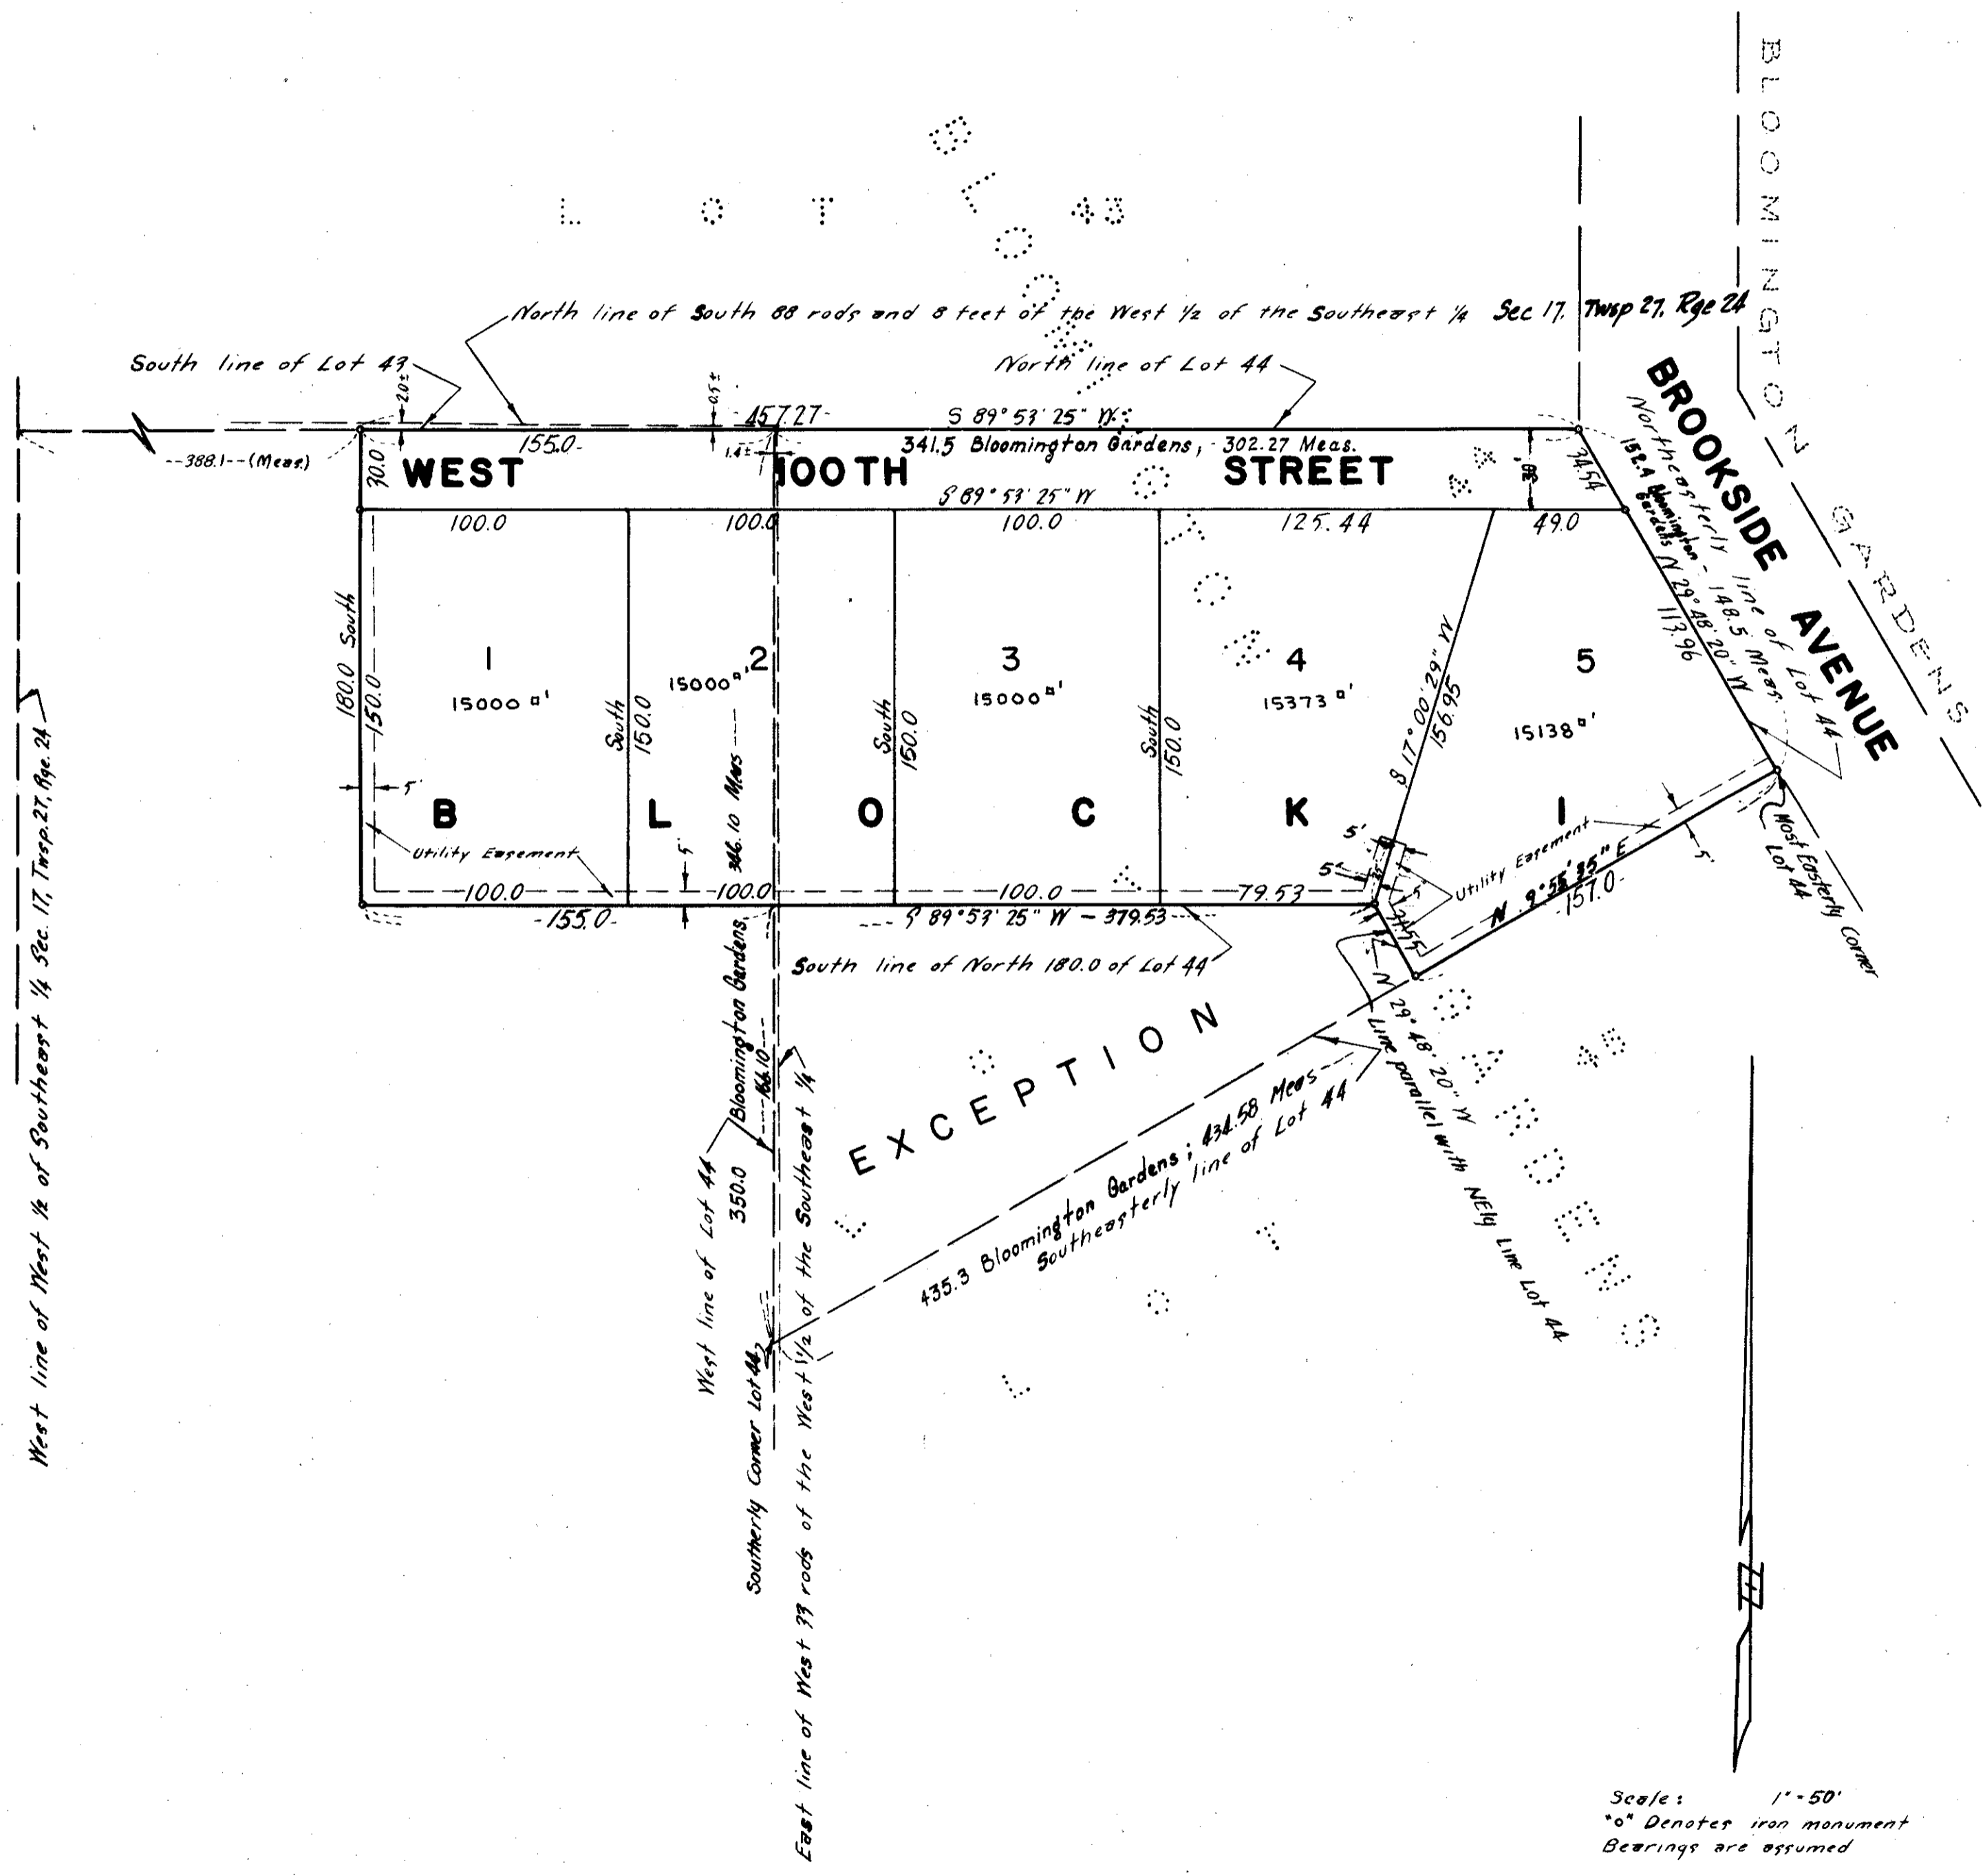 BLOOMINGTON GARDENS
BLOOMINGTON
LOT 43
North line of South 88 rods and 8 feet of the West 1/2 of the Southeast 1/4 Sec 17, Twsp 27, Rge 24
South line of Lot 43
North line of Lot 44
2.0±
0.5±
-457.27-
S 89° 53' 25" W
--388.1--(Meas.)
155.0-
1.4±
341.5 Bloomington Gardens; - 302.27 Meas.
30.0
WEST 100TH STREET
30'
34.54
S 89° 53' 25" W
44
BROOKSIDE AVENUE
Northeasterly line of Lot 44
152.4 Bloomington Gardens - 148.5 Meas.
N 29° 48' 20" W
113.96
100.0
100.0
100.0
125.44
49.0
180.0 South
150.0
1
15000 □'
South
150.0
2
15000 □'
South
150.0
3
15000 □'
South
150.0
4
15373 □'
S 17° 00' 29" W
156.95
5
15138 □'
BLOCK 1
5'
Utility Easement
5'
5'
5'
5'
Utility Easement
5'
-100.0-
-100.0
-100.0-
-79.53
-155.0-
S 89° 53' 25" W - 379.53
-157.0-
Most Easterly Corner
Lot 44
South line of North 180.0 of Lot 44
N 29° 48' 20" W
Line parallel with NEly Line Lot 44
West line of West 1/2 of Southeast 1/4 Sec. 17, Twsp. 27, Rge. 24
West line of Lot 44
350.0 Bloomington Gardens, 346.10 Meas
166.10
EXCEPTION
435.3 Bloomington Gardens; 434.58 Meas
Southeasterly line of Lot 44
Southerly Corner Lot 44
East line of West 33 rods of the West 1/2 of the Southeast 1/4
LOT
LOT 45
GARDENS
Scale: 1" = 50'
"o" Denotes iron monument
Bearings are assumed